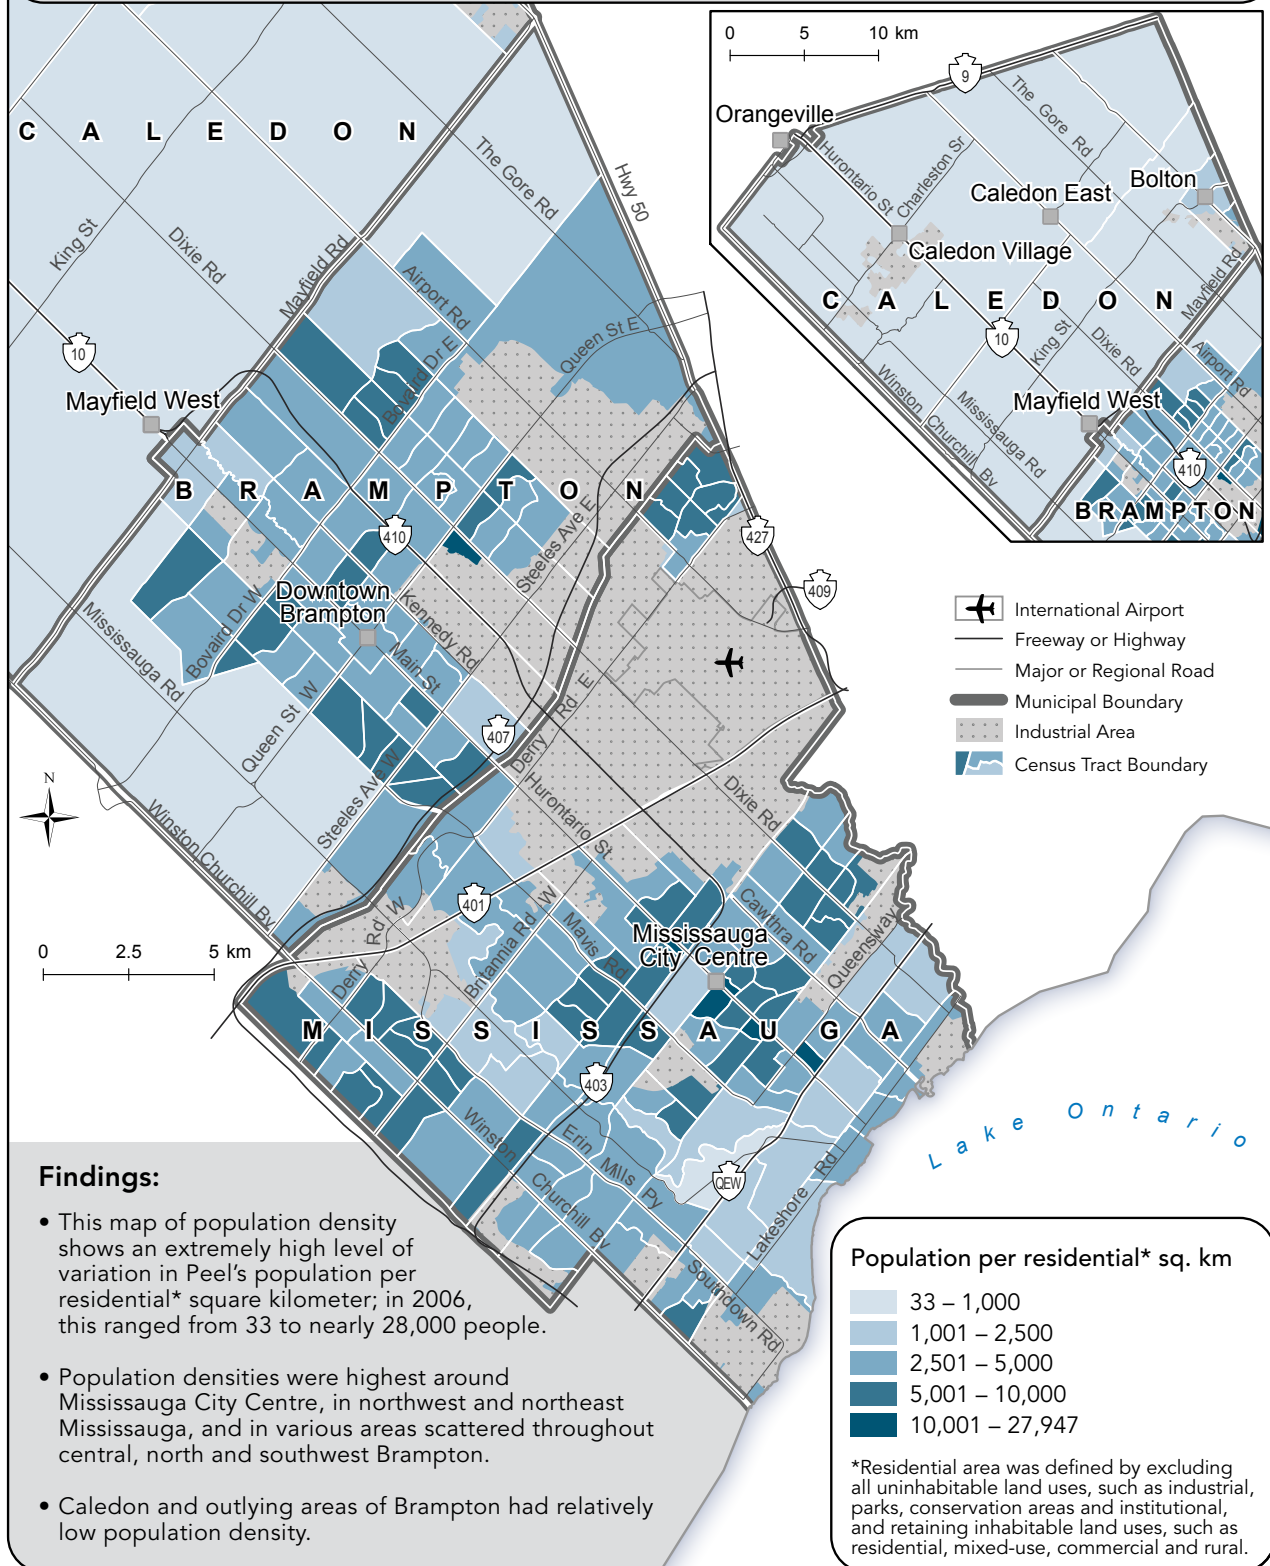 0 5 10 km
9
Orangeville
The Gore Rd
Hurontario St
Charleston Sr
Caledon East
Bolton
Caledon Village
CALEDON
Mayfield Rd
10
King St
Dixie Rd
Airport Rd
Winston Churchill Bv
Mississauga Rd
Mayfield West
410
BRAMPTON
CALEDON
The Gore Rd
Hwy 50
King St
Dixie Rd
Mayfield Rd
Airport Rd
Queen St E
10
Bovaird Dr E
Mayfield West
BRAMPTON
410
Steeles Ave E
427
409
Downtown
Brampton
Kennedy Rd
Main St
Mississauga Rd
Bovaird Dr W
Queen St W
407
Derry Rd E
Steeles Ave W
Hurontario St
Dixie Rd
N
Winston Churchill Bv
401
Derry Rd W
Britannia Rd W
Mavis Rd
Cawthra Rd
Mississauga
City Centre
Queensway
0 2.5 5 km
MISSISSAUGA
403
Winston Churchill Bv
Erin Mills Py
QEW
Lakeshore Rd
Southdown Rd
Lake Ontario
International Airport
Freeway or Highway
Major or Regional Road
Municipal Boundary
Industrial Area
Census Tract Boundary
Findings:
• This map of population density
shows an extremely high level of
variation in Peel's population per
residential* square kilometer; in 2006,
this ranged from 33 to nearly 28,000 people.
• Population densities were highest around
Mississauga City Centre, in northwest and northeast
Mississauga, and in various areas scattered throughout
central, north and southwest Brampton.
• Caledon and outlying areas of Brampton had relatively
low population density.
Population per residential* sq. km
33 – 1,000
1,001 – 2,500
2,501 – 5,000
5,001 – 10,000
10,001 – 27,947
*Residential area was defined by excluding
all uninhabitable land uses, such as industrial,
parks, conservation areas and institutional,
and retaining inhabitable land uses, such as
residential, mixed-use, commercial and rural.